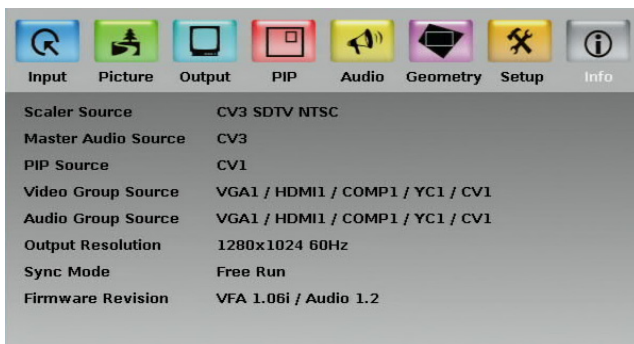 Input Picture Output PIP Audio Geometry Setup Info
Scaler Source CV3 SDTV NTSC
Master Audio Source CV3
PIP Source CV1
Video Group Source VGA1 / HDMI1 / COMP1 / YC1 / CV1
Audio Group Source VGA1 / HDMI1 / COMP1 / YC1 / CV1
Output Resolution 1280x1024 60Hz
Sync Mode Free Run
Firmware Revision VFA 1.06i / Audio 1.2